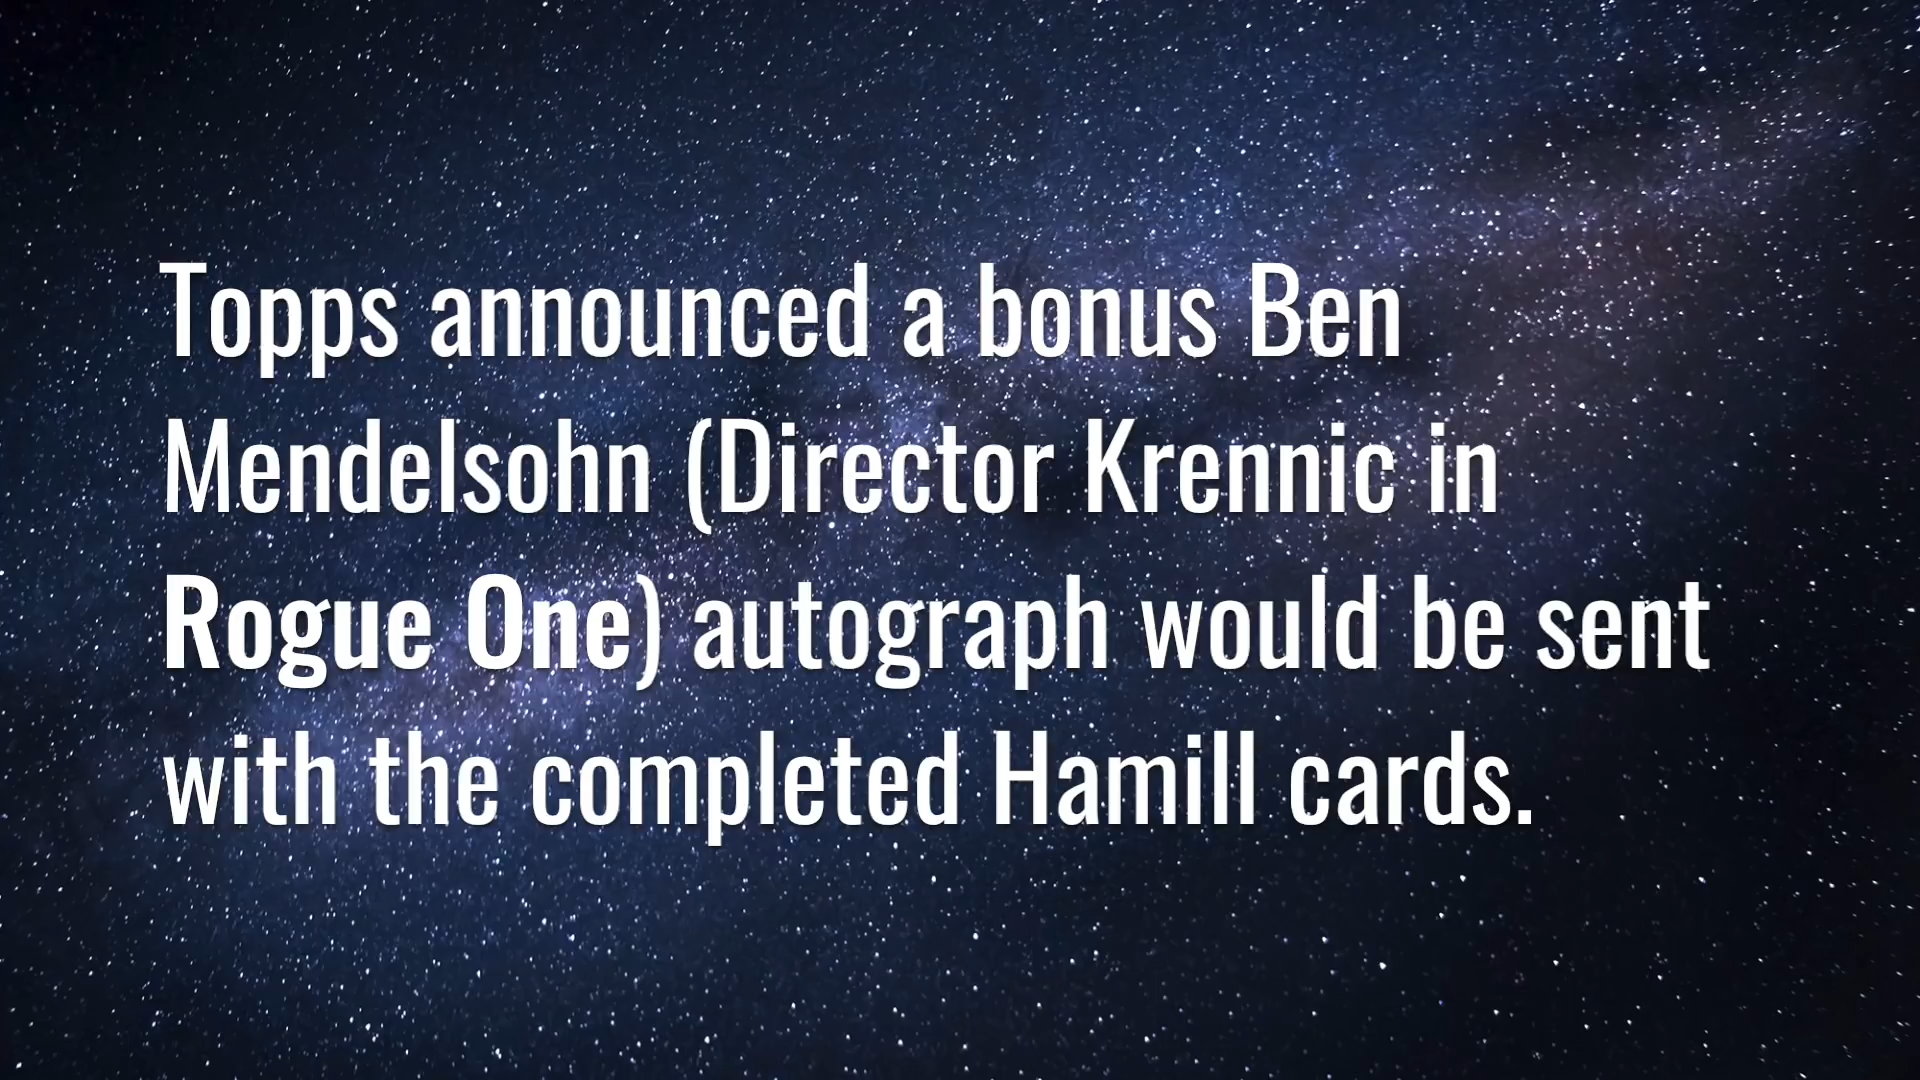 Topps announced a bonus Ben
Mendelsohn (Director Krennic in
Rogue One) autograph would be sent
with the completed Hamill cards.